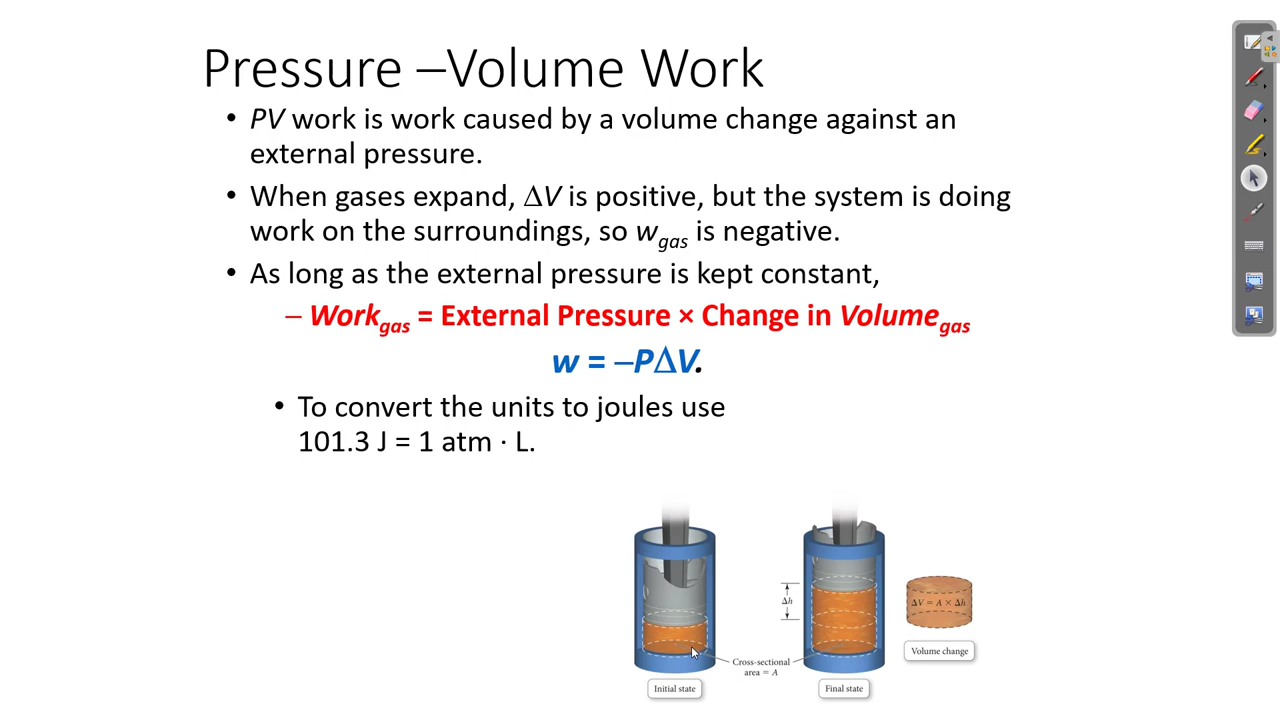 Pressure –Volume Work
• PV work is work caused by a volume change against an
external pressure.
• When gases expand, ΔV is positive, but the system is doing
work on the surroundings, so wgas is negative.
• As long as the external pressure is kept constant,
– Workgas = External Pressure × Change in Volumegas
w = –PΔV.
• To convert the units to joules use
101.3 J = 1 atm · L.
Δh
ΔV = A × Δh
Cross-sectional
area = A
Volume change
Initial state
Final state